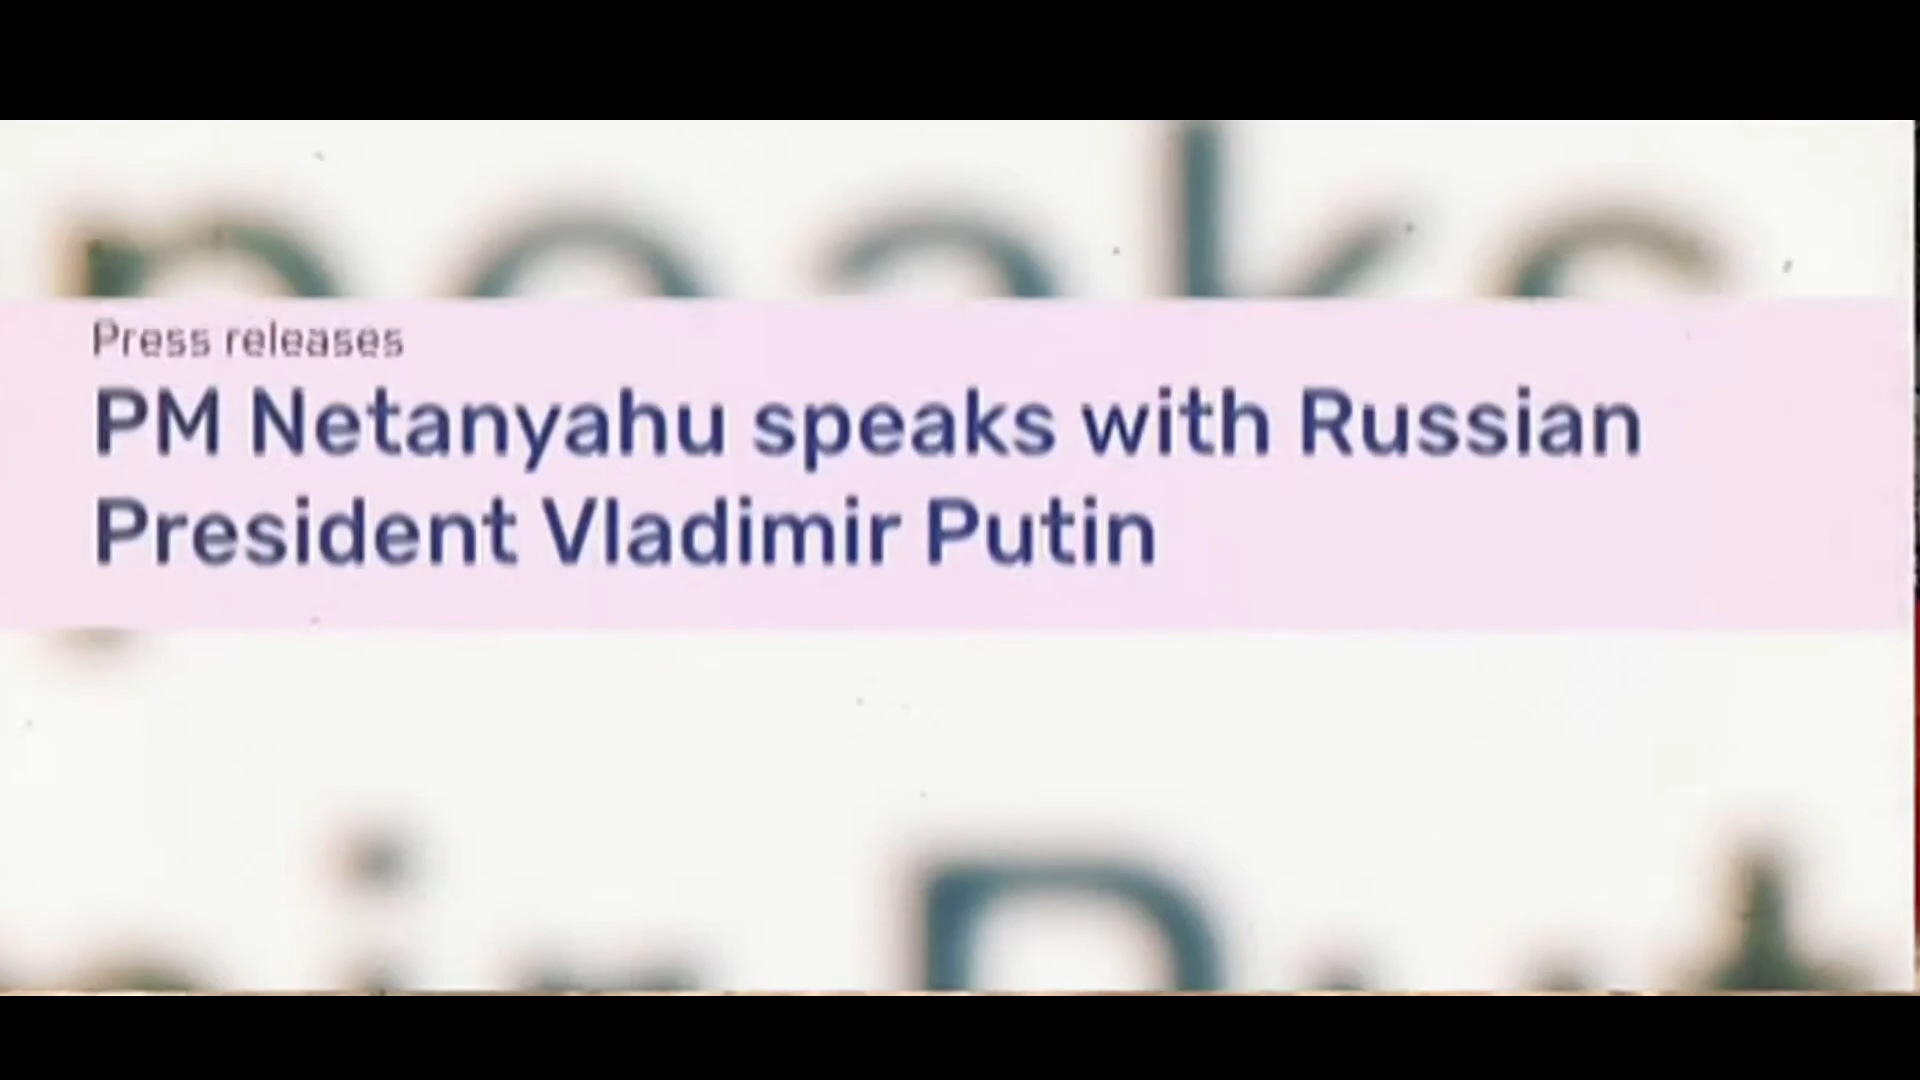 Press releases
PM Netanyahu speaks with Russian
President Vladimir Putin